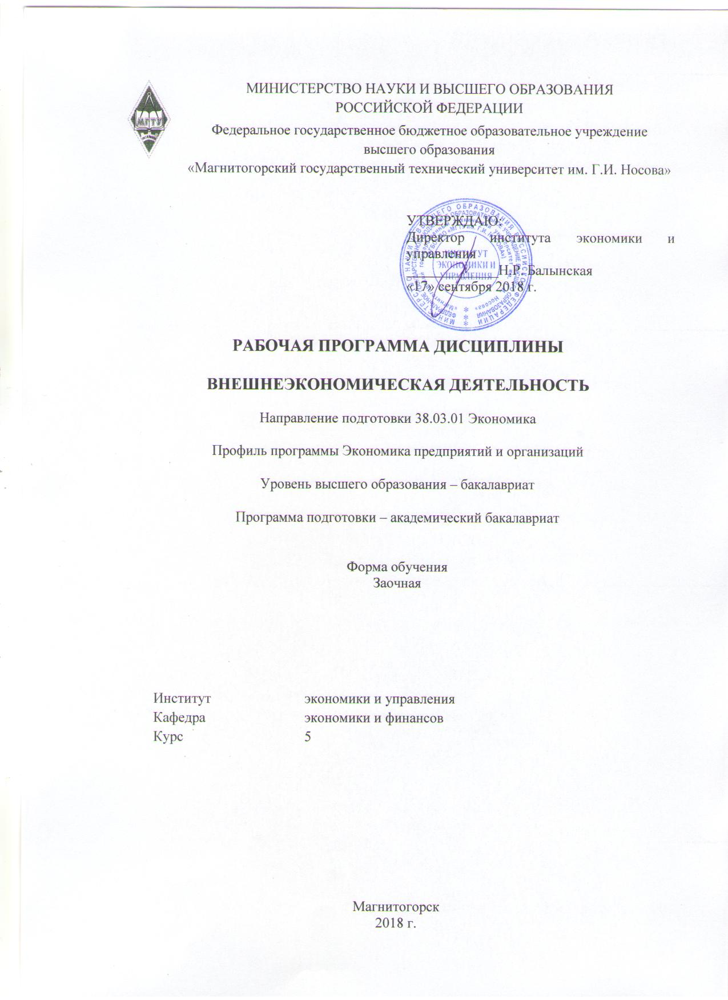 МГТУ
МИНИСТЕРСТВО НАУКИ И ВЫСШЕГО ОБРАЗОВАНИЯ
РОССИЙСКОЙ ФЕДЕРАЦИИ
Федеральное государственное бюджетное образовательное учреждение
высшего образования
«Магнитогорский государственный технический университет им. Г.И. Носова»
УТВЕРЖДАЮ:
Директор института экономики и
управления
Н.Р. Балынская
«17» сентября 2018 г.
ИНСТИТУТ
ЭКОНОМИКИ И
УПРАВЛЕНИЯ
РАБОЧАЯ ПРОГРАММА ДИСЦИПЛИНЫ
ВНЕШНЕЭКОНОМИЧЕСКАЯ ДЕЯТЕЛЬНОСТЬ
Направление подготовки 38.03.01 Экономика
Профиль программы Экономика предприятий и организаций
Уровень высшего образования – бакалавриат
Программа подготовки – академический бакалавриат
Форма обучения
Заочная
Институт экономики и управления
Кафедра экономики и финансов
Курс 5
Магнитогорск
2018 г.